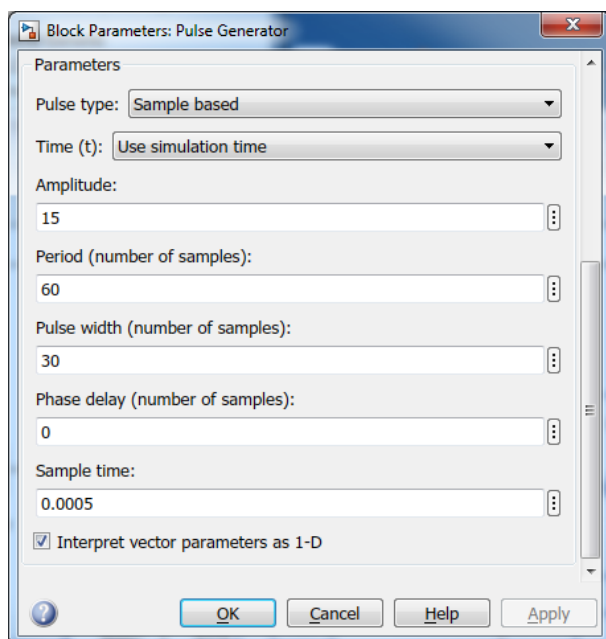 Block Parameters: Pulse Generator
Parameters
Pulse type: Sample based
Time (t): Use simulation time
Amplitude:
15
Period (number of samples):
60
Pulse width (number of samples):
30
Phase delay (number of samples):
0
Sample time:
0.0005
Interpret vector parameters as 1-D
OK Cancel Help Apply